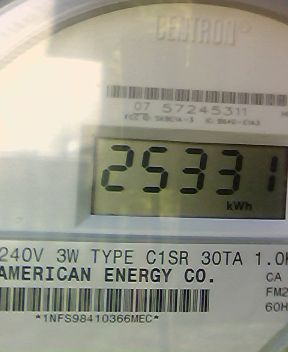 CENTRON®
07 57245311
25331
kWh
240V 3W TYPE C1SR 30TA 1.0
AMERICAN ENERGY CO.
CA
FM2
60H
*1NFS98410366MEC*